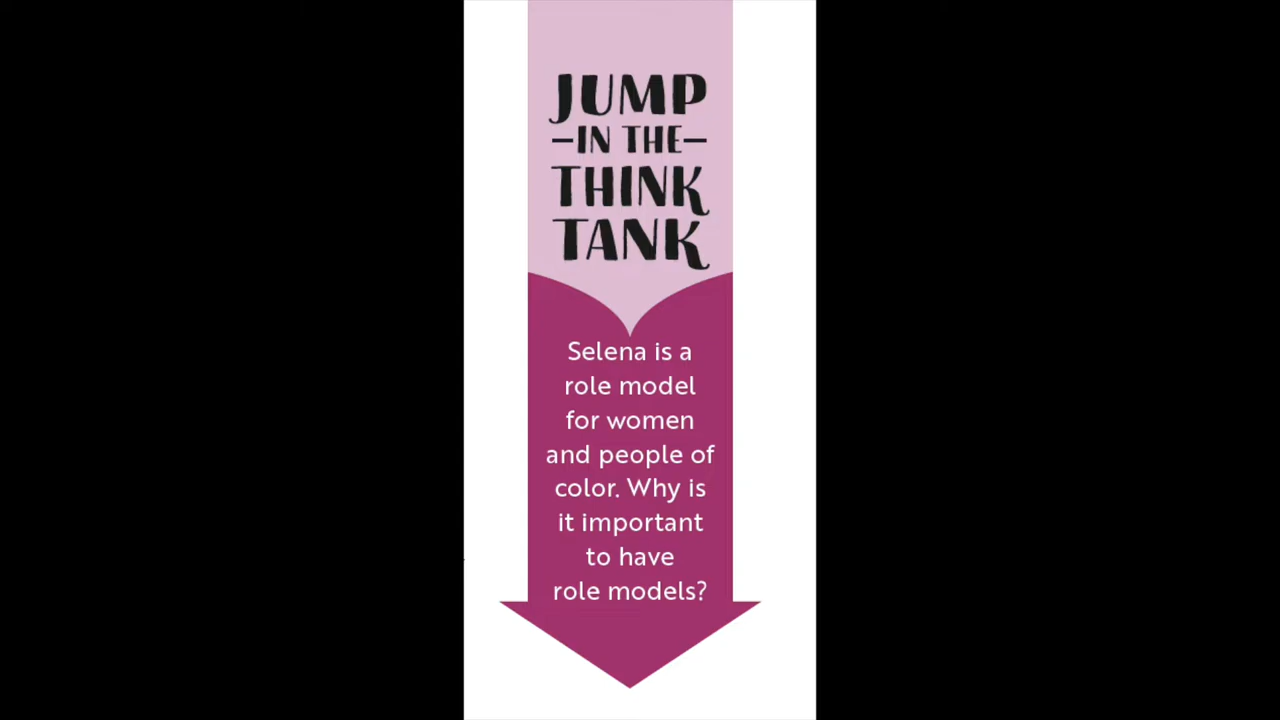 JUMP
–IN THE–
THINK
TANK
Selena is a
role model
for women
and people of
color. Why is
it important
to have
role models?